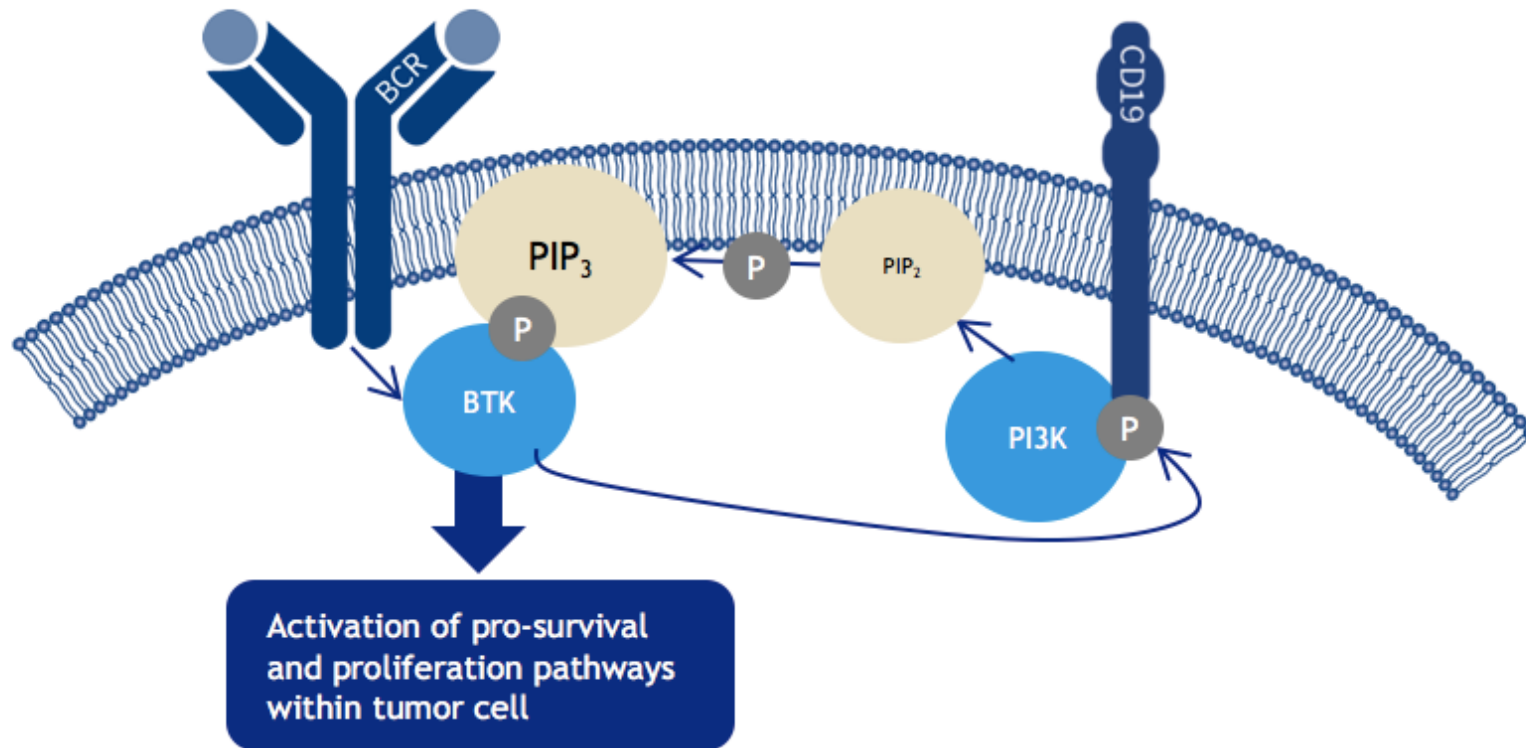 BCR
CD19
PIP₃
P
PIP₂
P
BTK
PI3K
P
Activation of pro-survival
and proliferation pathways
within tumor cell